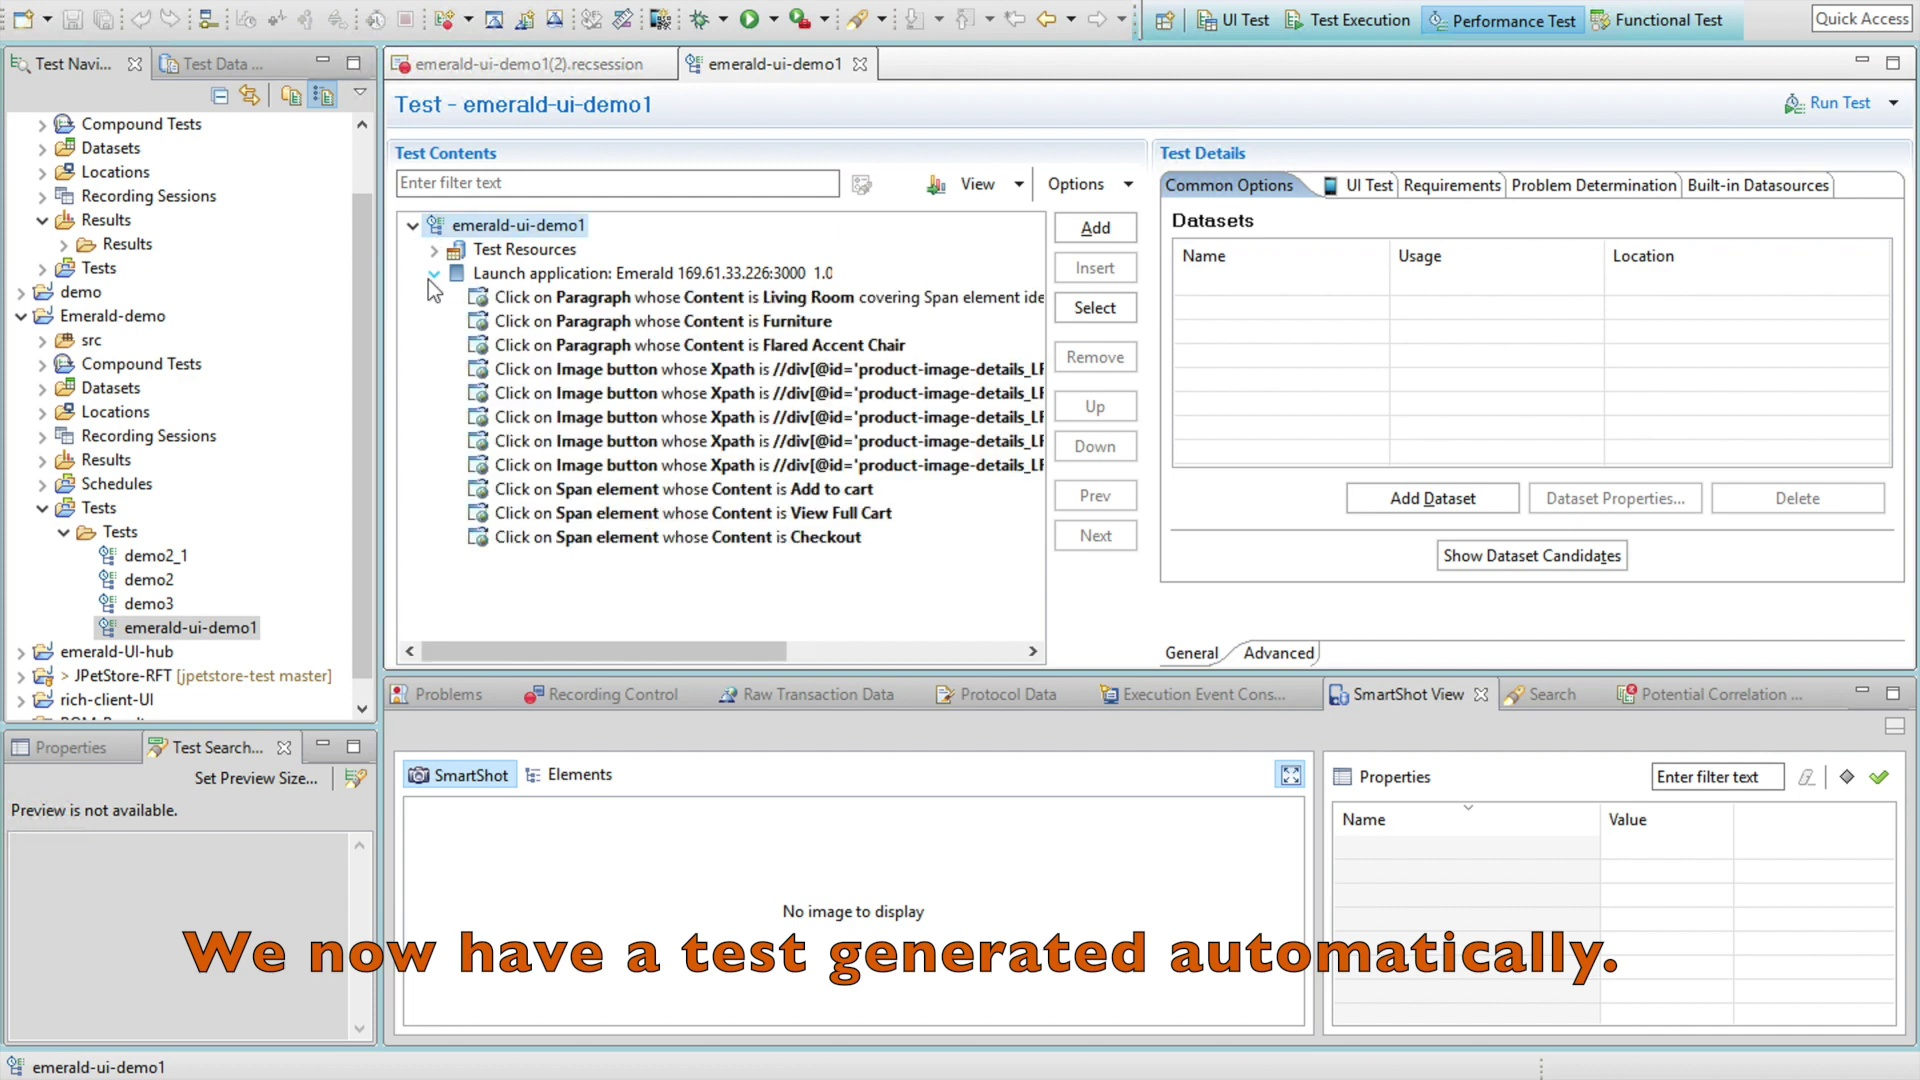 UI Test
Test Execution
Performance Test
Functional Test
Quick Access
Test Navi...
Test Data ...
Compound Tests
Datasets
Locations
Recording Sessions
Results
Results
Tests
demo
Emerald-demo
src
Compound Tests
Datasets
Locations
Recording Sessions
Results
Schedules
Tests
Tests
demo2_1
demo2
demo3
emerald-ui-demo1
emerald-UI-hub
> JPetStore-RFT [jpetstore-test master]
rich-client-UI
emerald-ui-demo1(2).recsession
emerald-ui-demo1
Test - emerald-ui-demo1
Run Test
Test Contents
Enter filter text
View
Options
emerald-ui-demo1
Test Resources
Launch application: Emerald 169.61.33.226:3000 1.0
Click on Paragraph whose Content is Living Room covering Span element ide
Click on Paragraph whose Content is Furniture
Click on Paragraph whose Content is Flared Accent Chair
Click on Image button whose Xpath is //div[@id='product-image-details_LF
Click on Image button whose Xpath is //div[@id='product-image-details_LF
Click on Image button whose Xpath is //div[@id='product-image-details_LF
Click on Image button whose Xpath is //div[@id='product-image-details_LF
Click on Image button whose Xpath is //div[@id='product-image-details_LF
Click on Span element whose Content is Add to cart
Click on Span element whose Content is View Full Cart
Click on Span element whose Content is Checkout
Add
Insert
Select
Remove
Up
Down
Prev
Next
Test Details
Common Options
UI Test
Requirements
Problem Determination
Built-in Datasources
Datasets
Name
Usage
Location
Add Dataset
Dataset Properties...
Delete
Show Dataset Candidates
General
Advanced
Problems
Recording Control
Raw Transaction Data
Protocol Data
Execution Event Cons...
SmartShot View
Search
Potential Correlation ...
Properties
Test Search...
Set Preview Size...
Preview is not available.
SmartShot
Elements
No image to display
Properties
Enter filter text
Name
Value
We now have a test generated automatically.
emerald-ui-demo1